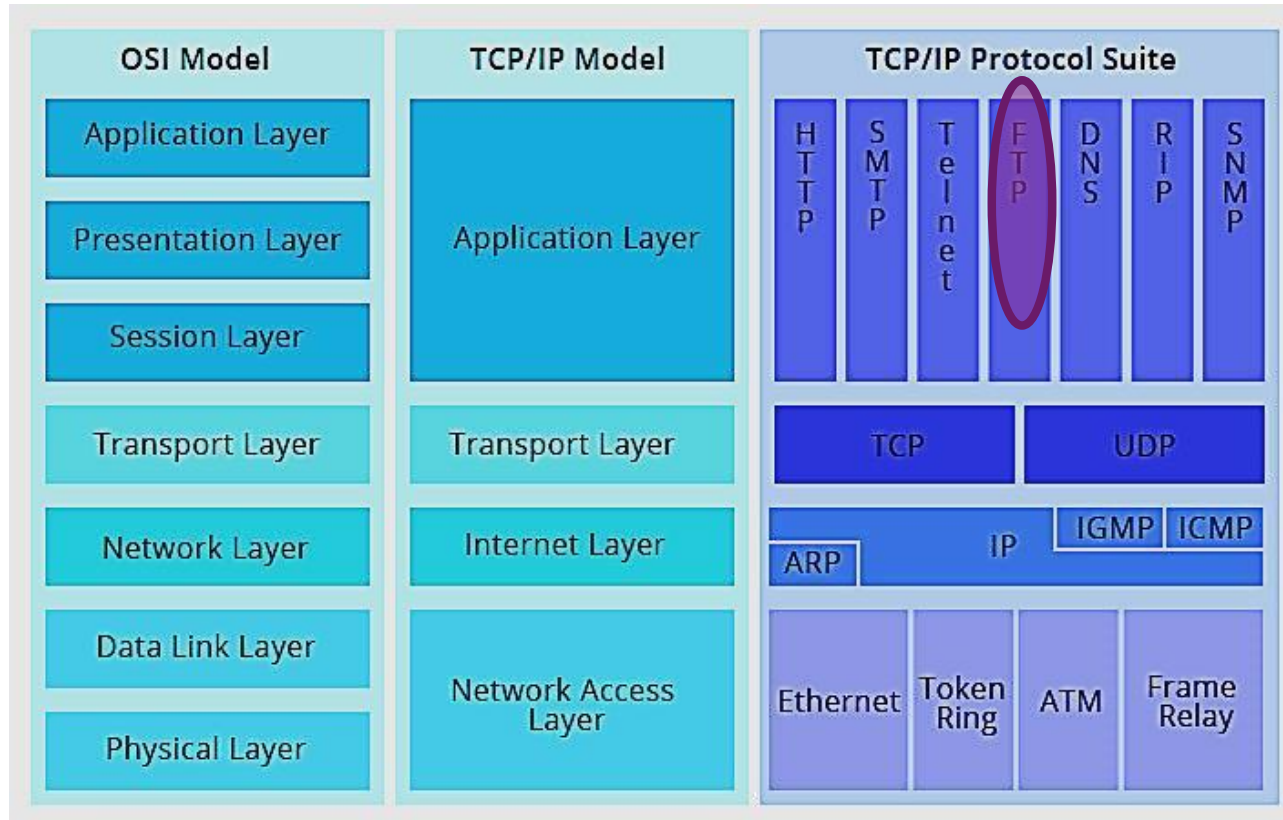 OSI Model
Application Layer
Presentation Layer
Session Layer
Transport Layer
Network Layer
Data Link Layer
Physical Layer
TCP/IP Model
Application Layer
Transport Layer
Internet Layer
Network Access
Layer
TCP/IP Protocol Suite
HTTP
SMTP
Telnet
FTP
DNS
RIP
SNMP
TCP
UDP
ARP
IP
IGMP
ICMP
Ethernet
Token
Ring
ATM
Frame
Relay